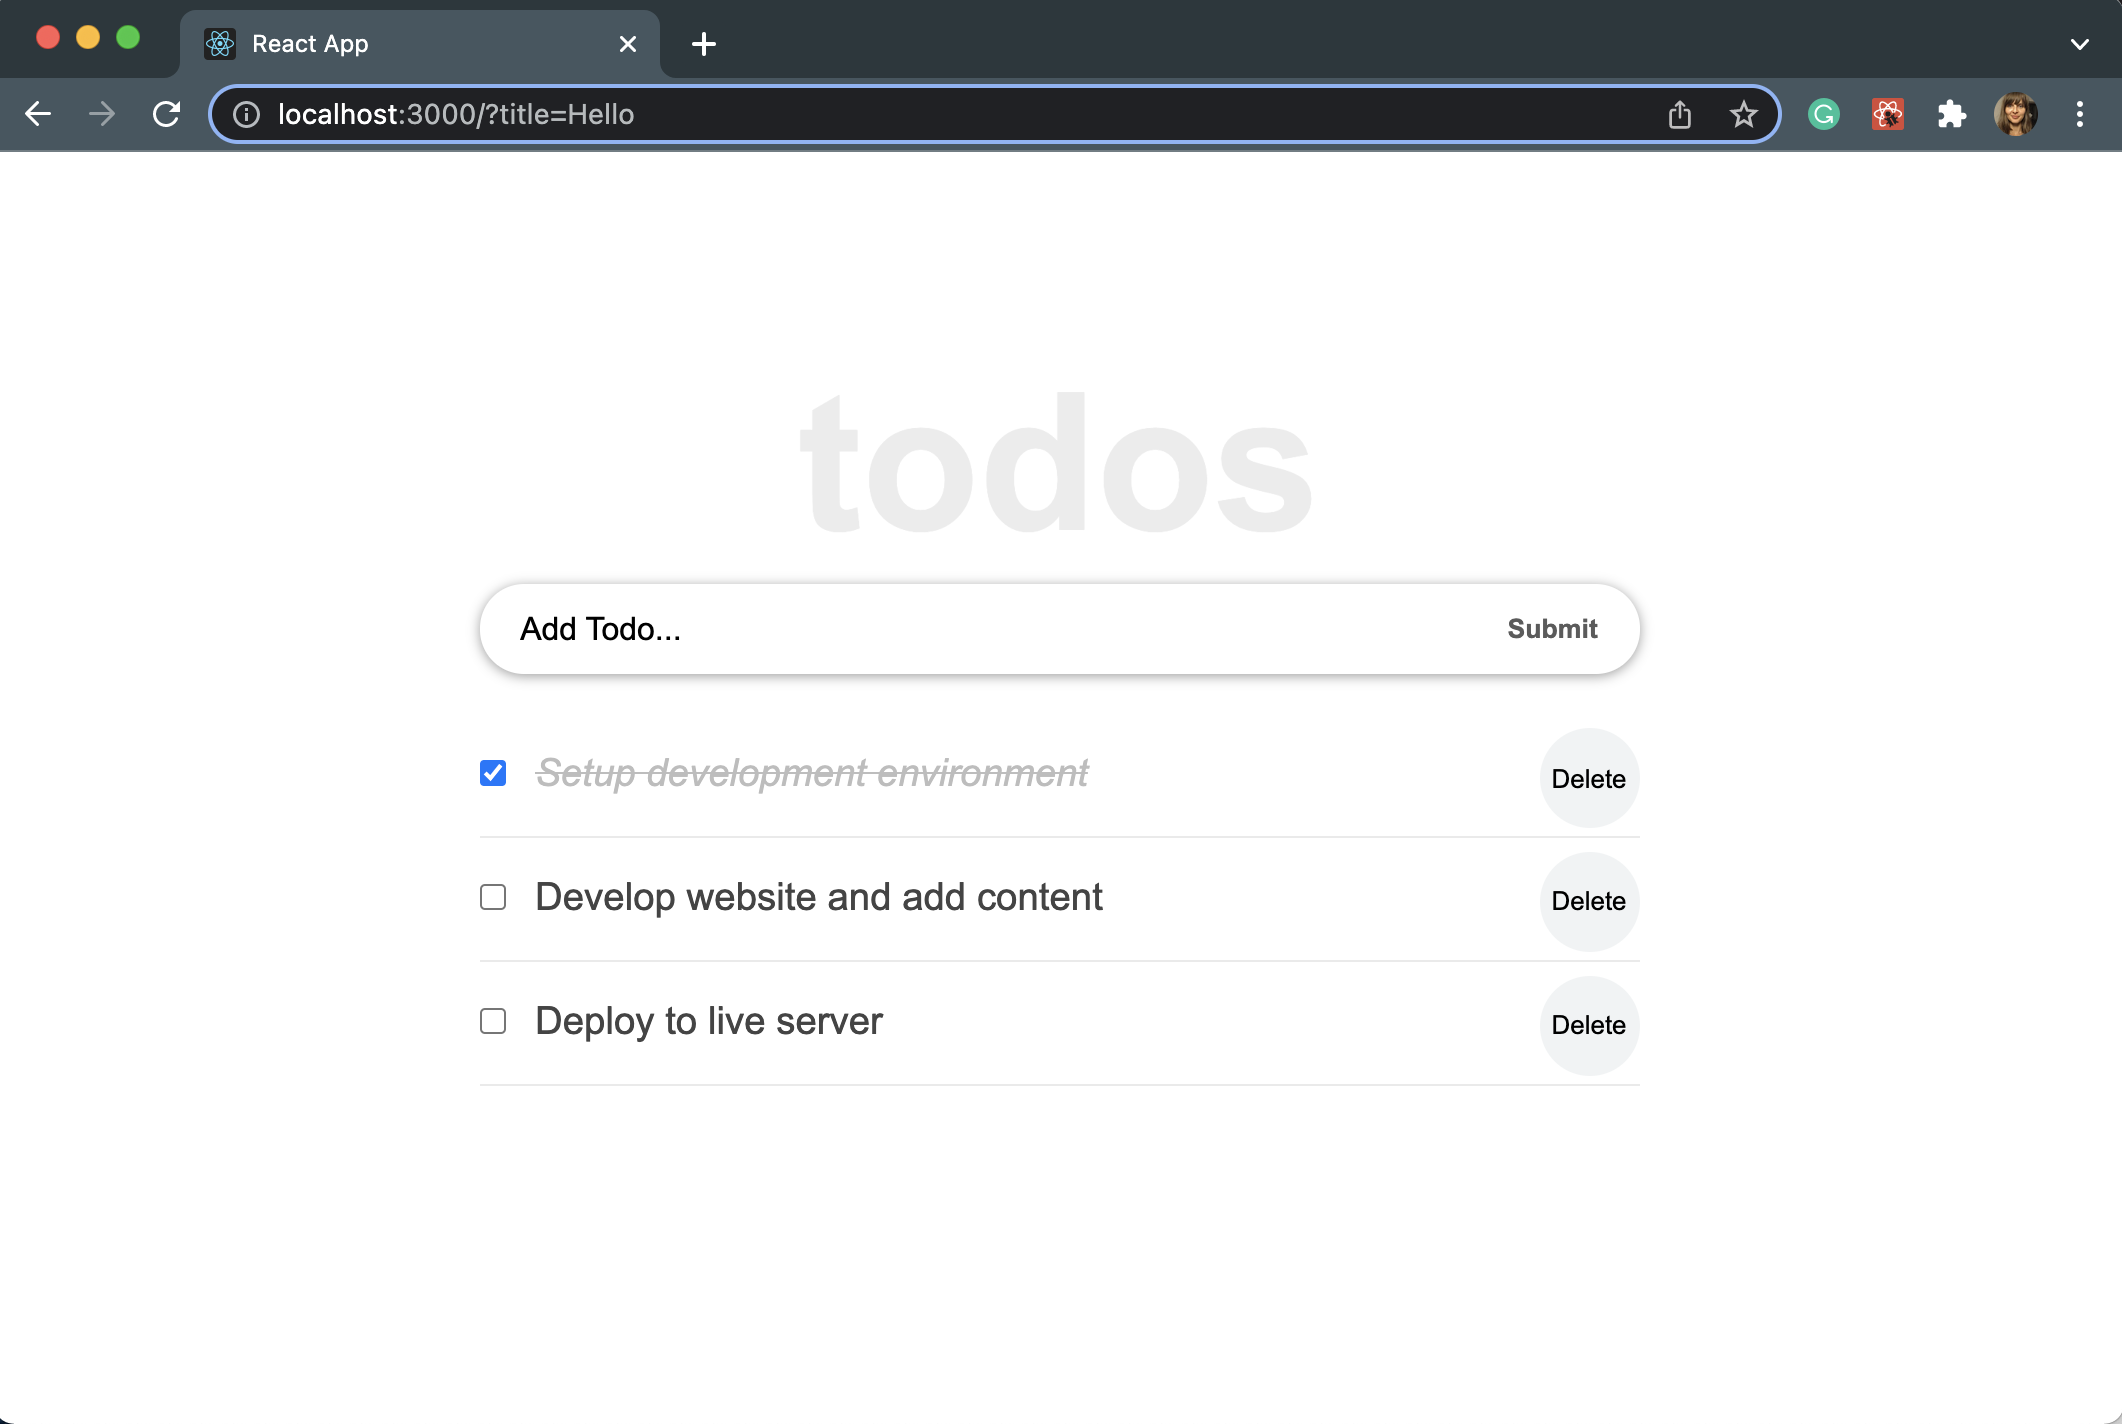 React App
localhost:3000/?title=Hello
todos
Add Todo... Submit
Setup development environment Delete
Develop website and add content Delete
Deploy to live server Delete